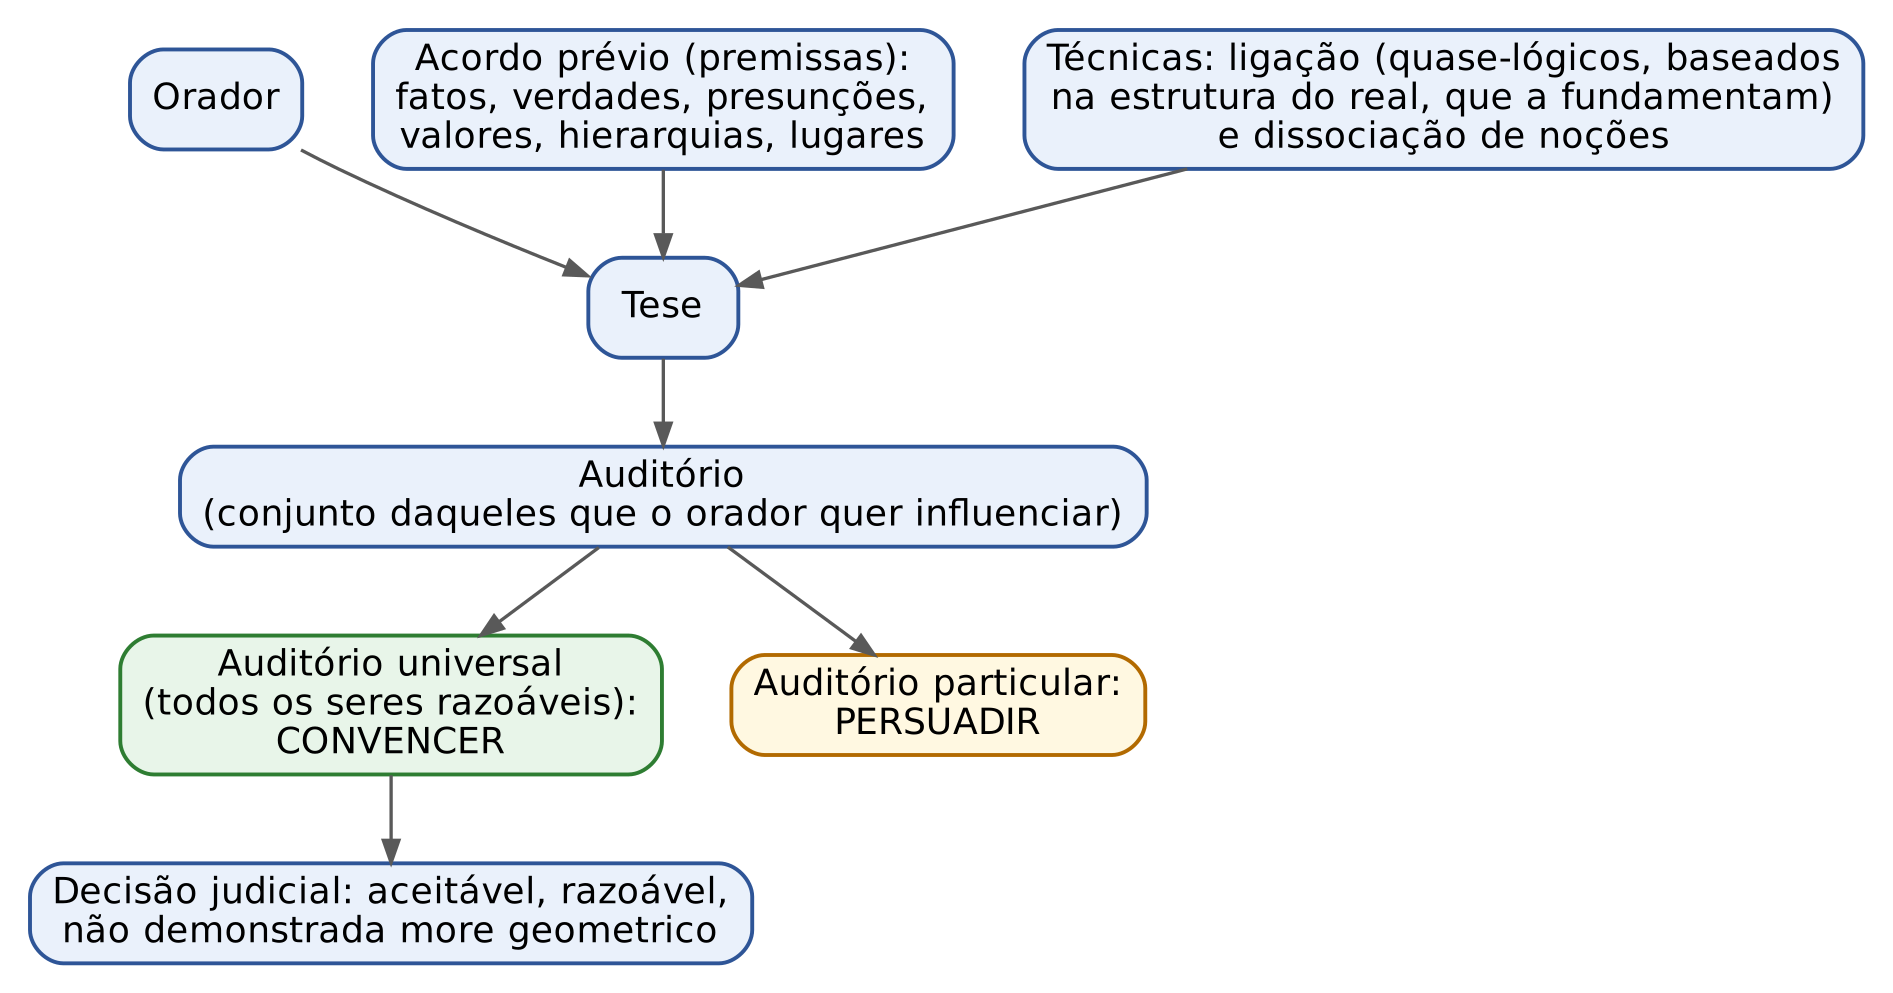 Orador
Acordo prévio (premissas):
fatos, verdades, presunções,
valores, hierarquias, lugares
Técnicas: ligação (quase-lógicos, baseados
na estrutura do real, que a fundamentam)
e dissociação de noções
Tese
Auditório
(conjunto daqueles que o orador quer influenciar)
Auditório universal
(todos os seres razoáveis):
CONVENCER
Auditório particular:
PERSUADIR
Decisão judicial: aceitável, razoável,
não demonstrada more geometrico